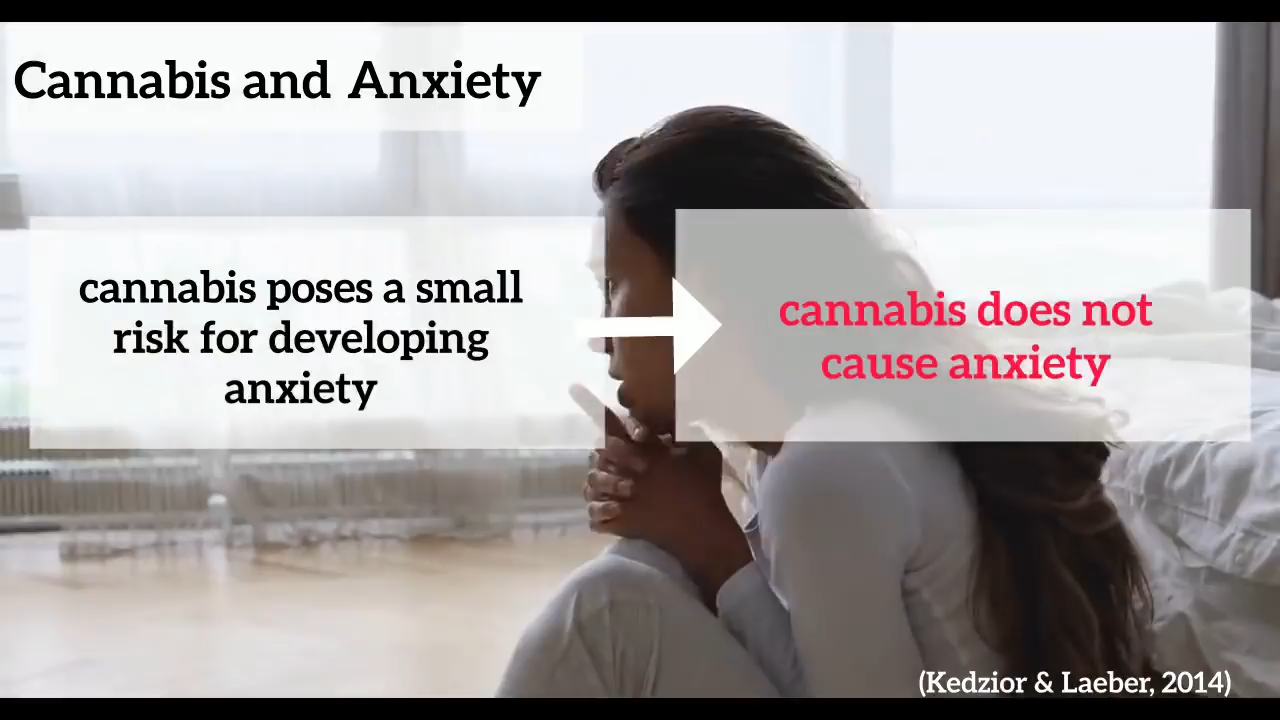 Cannabis and Anxiety
cannabis poses a small
risk for developing
anxiety
cannabis does not
cause anxiety
(Kedzior & Laeber, 2014)